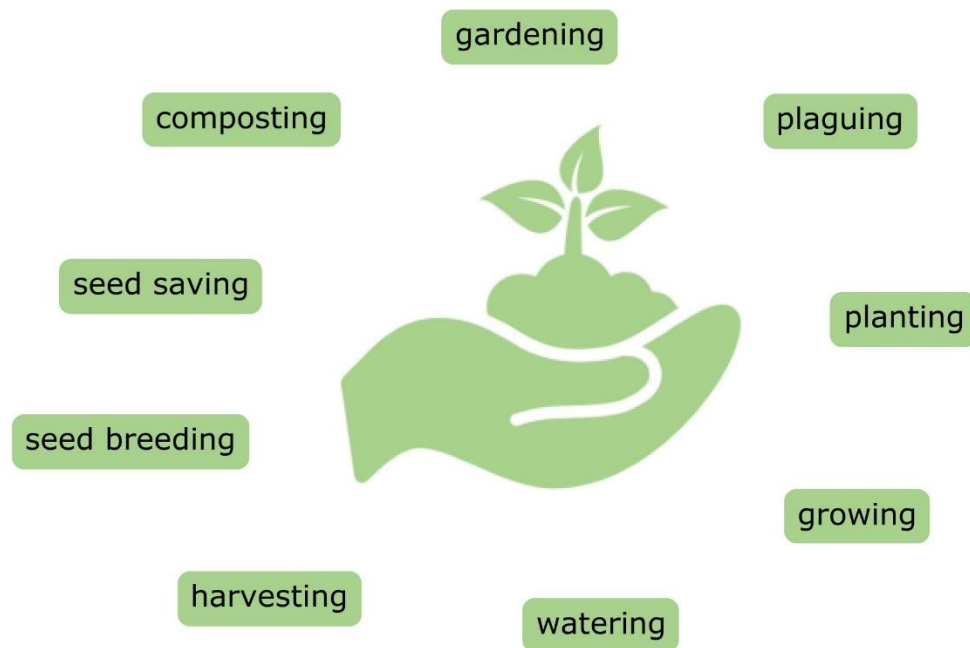 gardening
composting
plaguing
seed saving
planting
seed breeding
growing
harvesting
watering